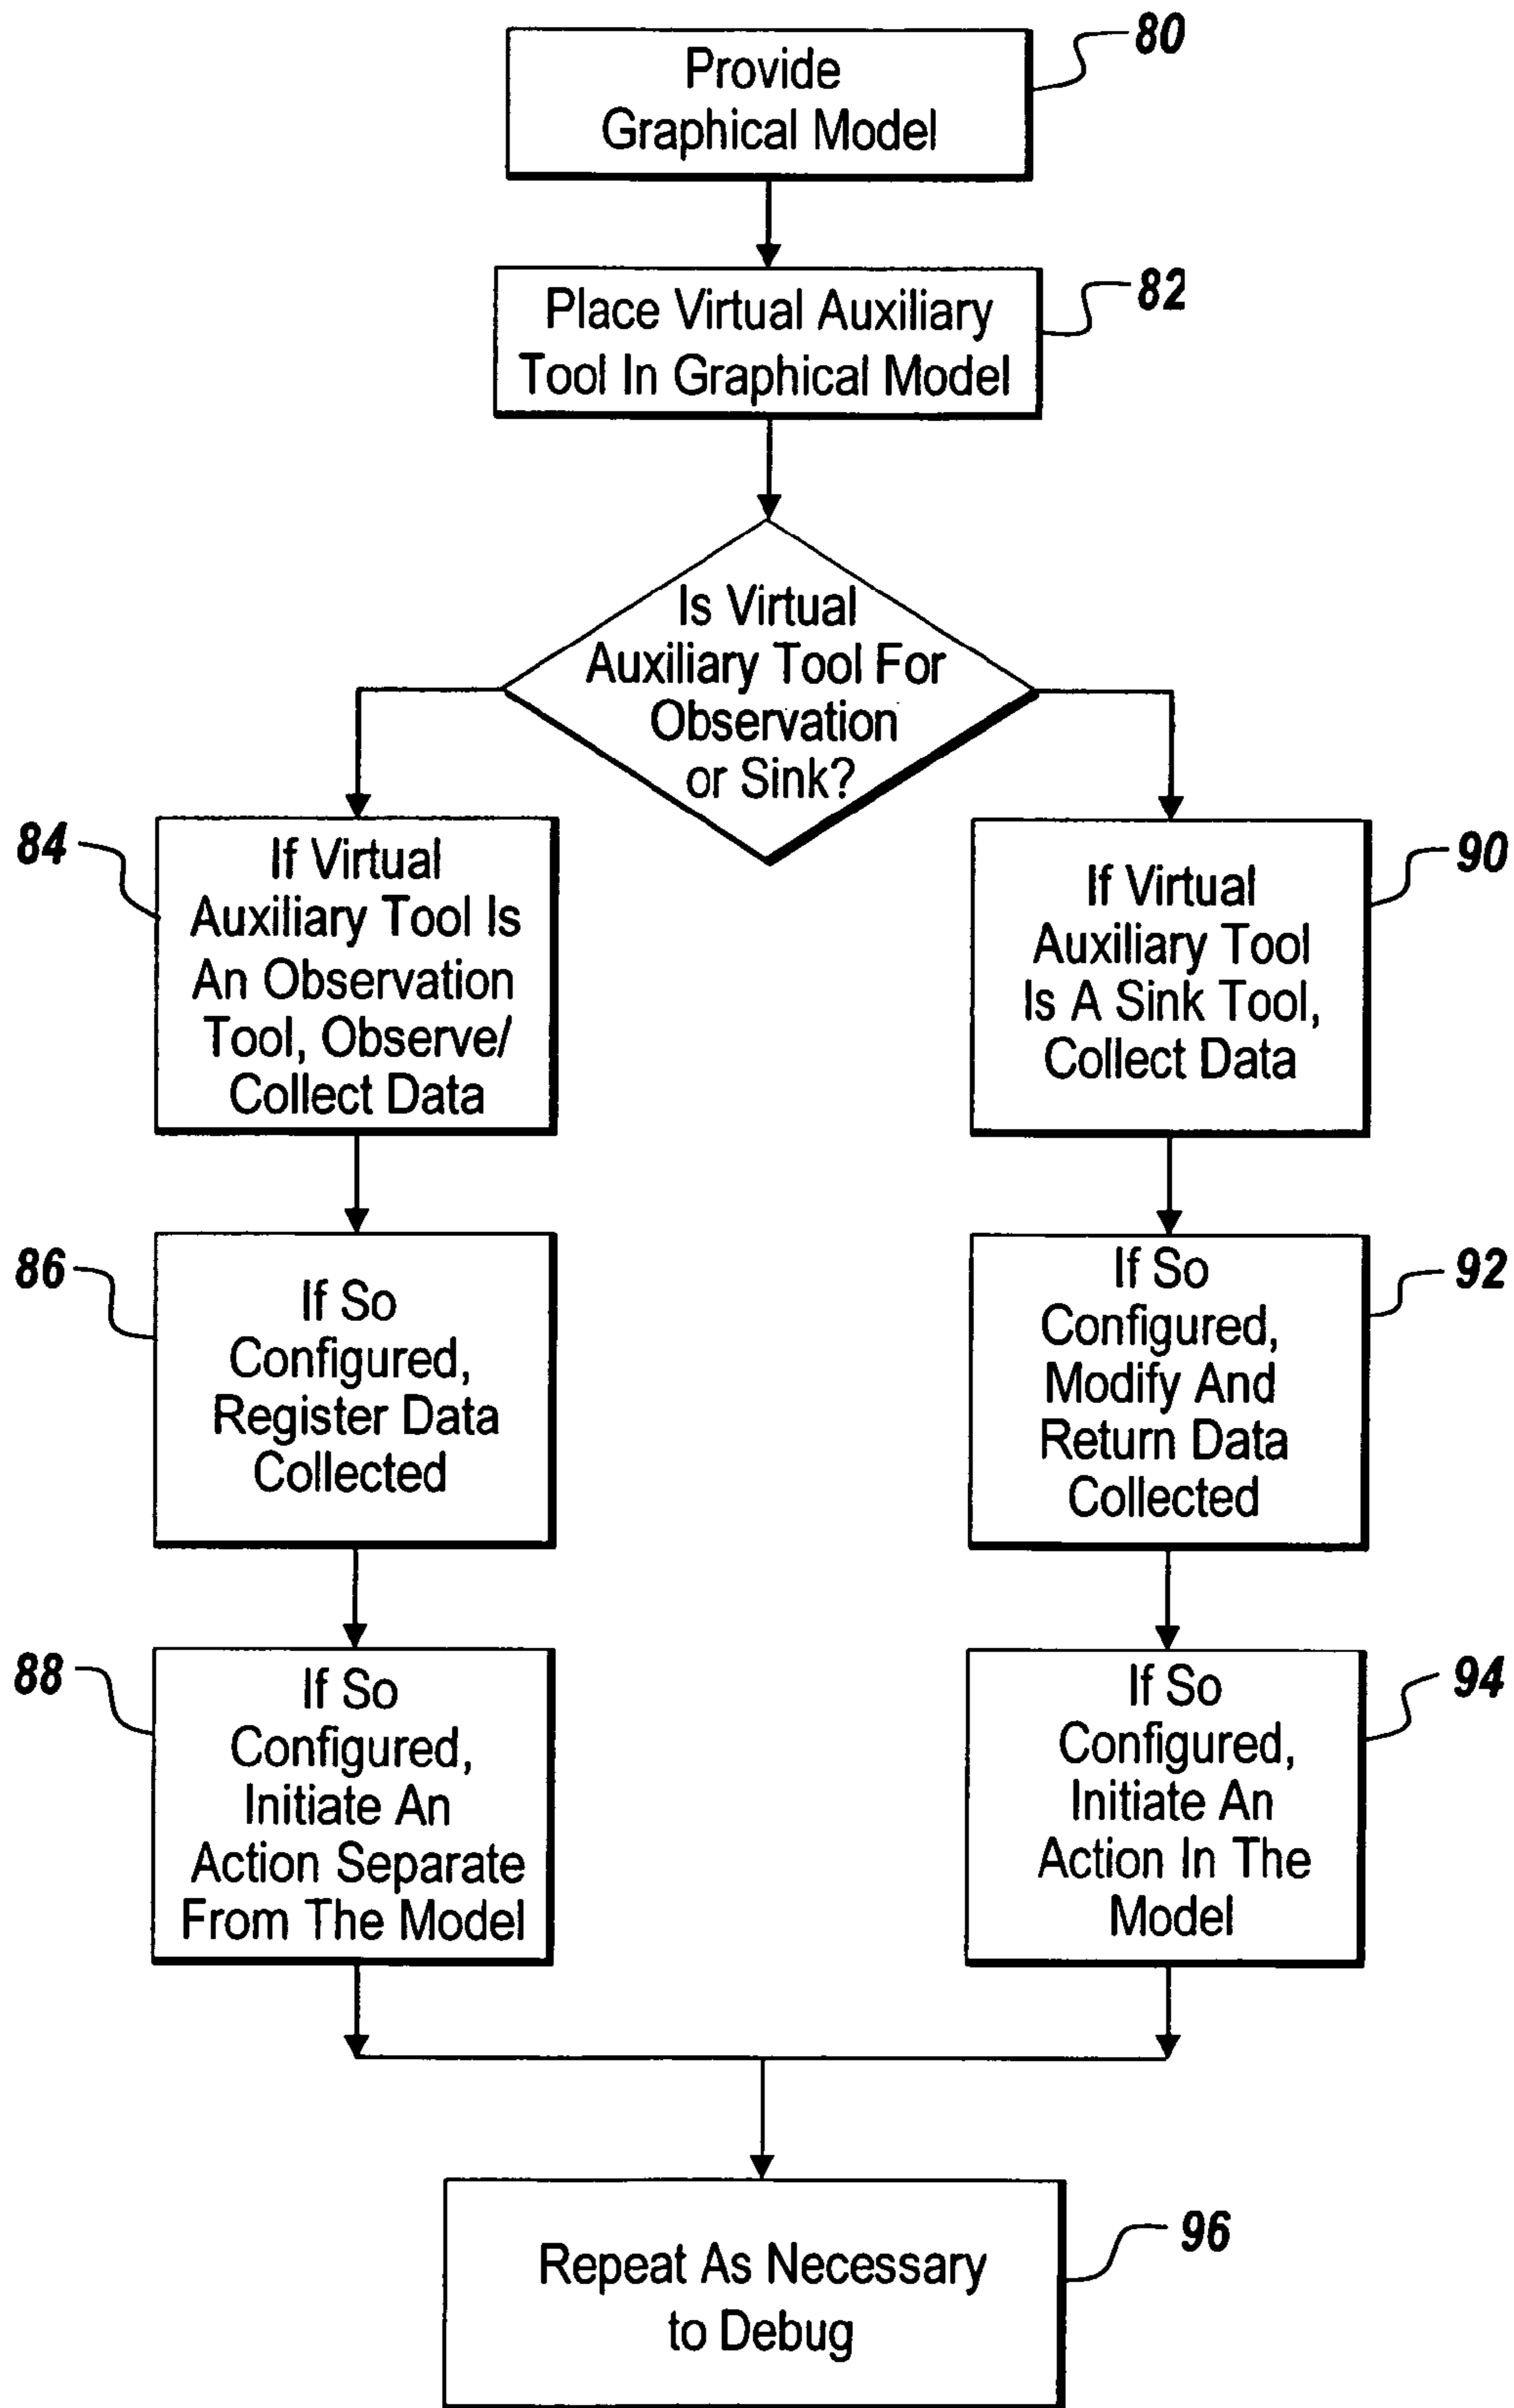 80
Provide
Graphical Model
82
Place Virtual Auxiliary
Tool In Graphical Model
Is Virtual
Auxiliary Tool For
Observation
or Sink?
84
If Virtual
Auxiliary Tool Is
An Observation
Tool, Observe/
Collect Data
90
If Virtual
Auxiliary Tool
Is A Sink Tool,
Collect Data
86
If So
Configured,
Register Data
Collected
92
If So
Configured,
Modify And
Return Data
Collected
88
If So
Configured,
Initiate An
Action Separate
From The Model
94
If So
Configured,
Initiate An
Action In The
Model
96
Repeat As Necessary
to Debug